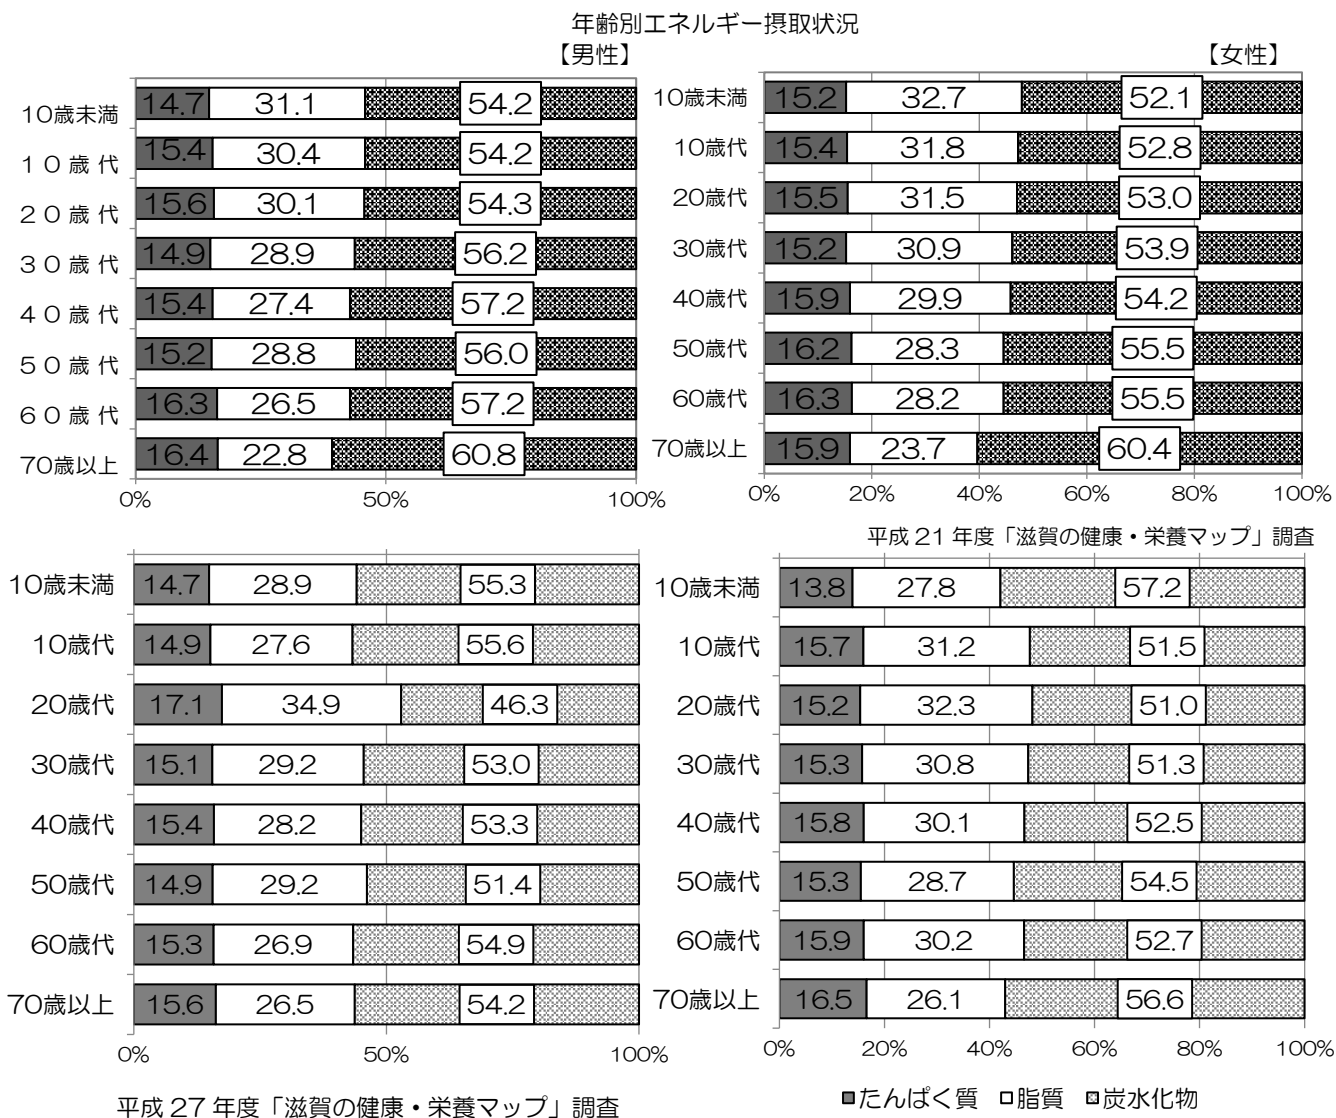 年齢別エネルギー摂取状況
【男性】
10歳未満 14.7 31.1 54.2
10歳代 15.4 30.4 54.2
20歳代 15.6 30.1 54.3
30歳代 14.9 28.9 56.2
40歳代 15.4 27.4 57.2
50歳代 15.2 28.8 56.0
60歳代 16.3 26.5 57.2
70歳以上 16.4 22.8 60.8
0% 50% 100%
【女性】
10歳未満 15.2 32.7 52.1
10歳代 15.4 31.8 52.8
20歳代 15.5 31.5 53.0
30歳代 15.2 30.9 53.9
40歳代 15.9 29.9 54.2
50歳代 16.2 28.3 55.5
60歳代 16.3 28.2 55.5
70歳以上 15.9 23.7 60.4
0% 20% 40% 60% 80% 100%
平成 21 年度「滋賀の健康・栄養マップ」調査
10歳未満 14.7 28.9 55.3
10歳代 14.9 27.6 55.6
20歳代 17.1 34.9 46.3
30歳代 15.1 29.2 53.0
40歳代 15.4 28.2 53.3
50歳代 14.9 29.2 51.4
60歳代 15.3 26.9 54.9
70歳以上 15.6 26.5 54.2
0% 50% 100%
10歳未満 13.8 27.8 57.2
10歳代 15.7 31.2 51.5
20歳代 15.2 32.3 51.0
30歳代 15.3 30.8 51.3
40歳代 15.8 30.1 52.5
50歳代 15.3 28.7 54.5
60歳代 15.9 30.2 52.7
70歳以上 16.5 26.1 56.6
0% 20% 40% 60% 80% 100%
たんぱく質 脂質 炭水化物
平成 27 年度「滋賀の健康・栄養マップ」調査